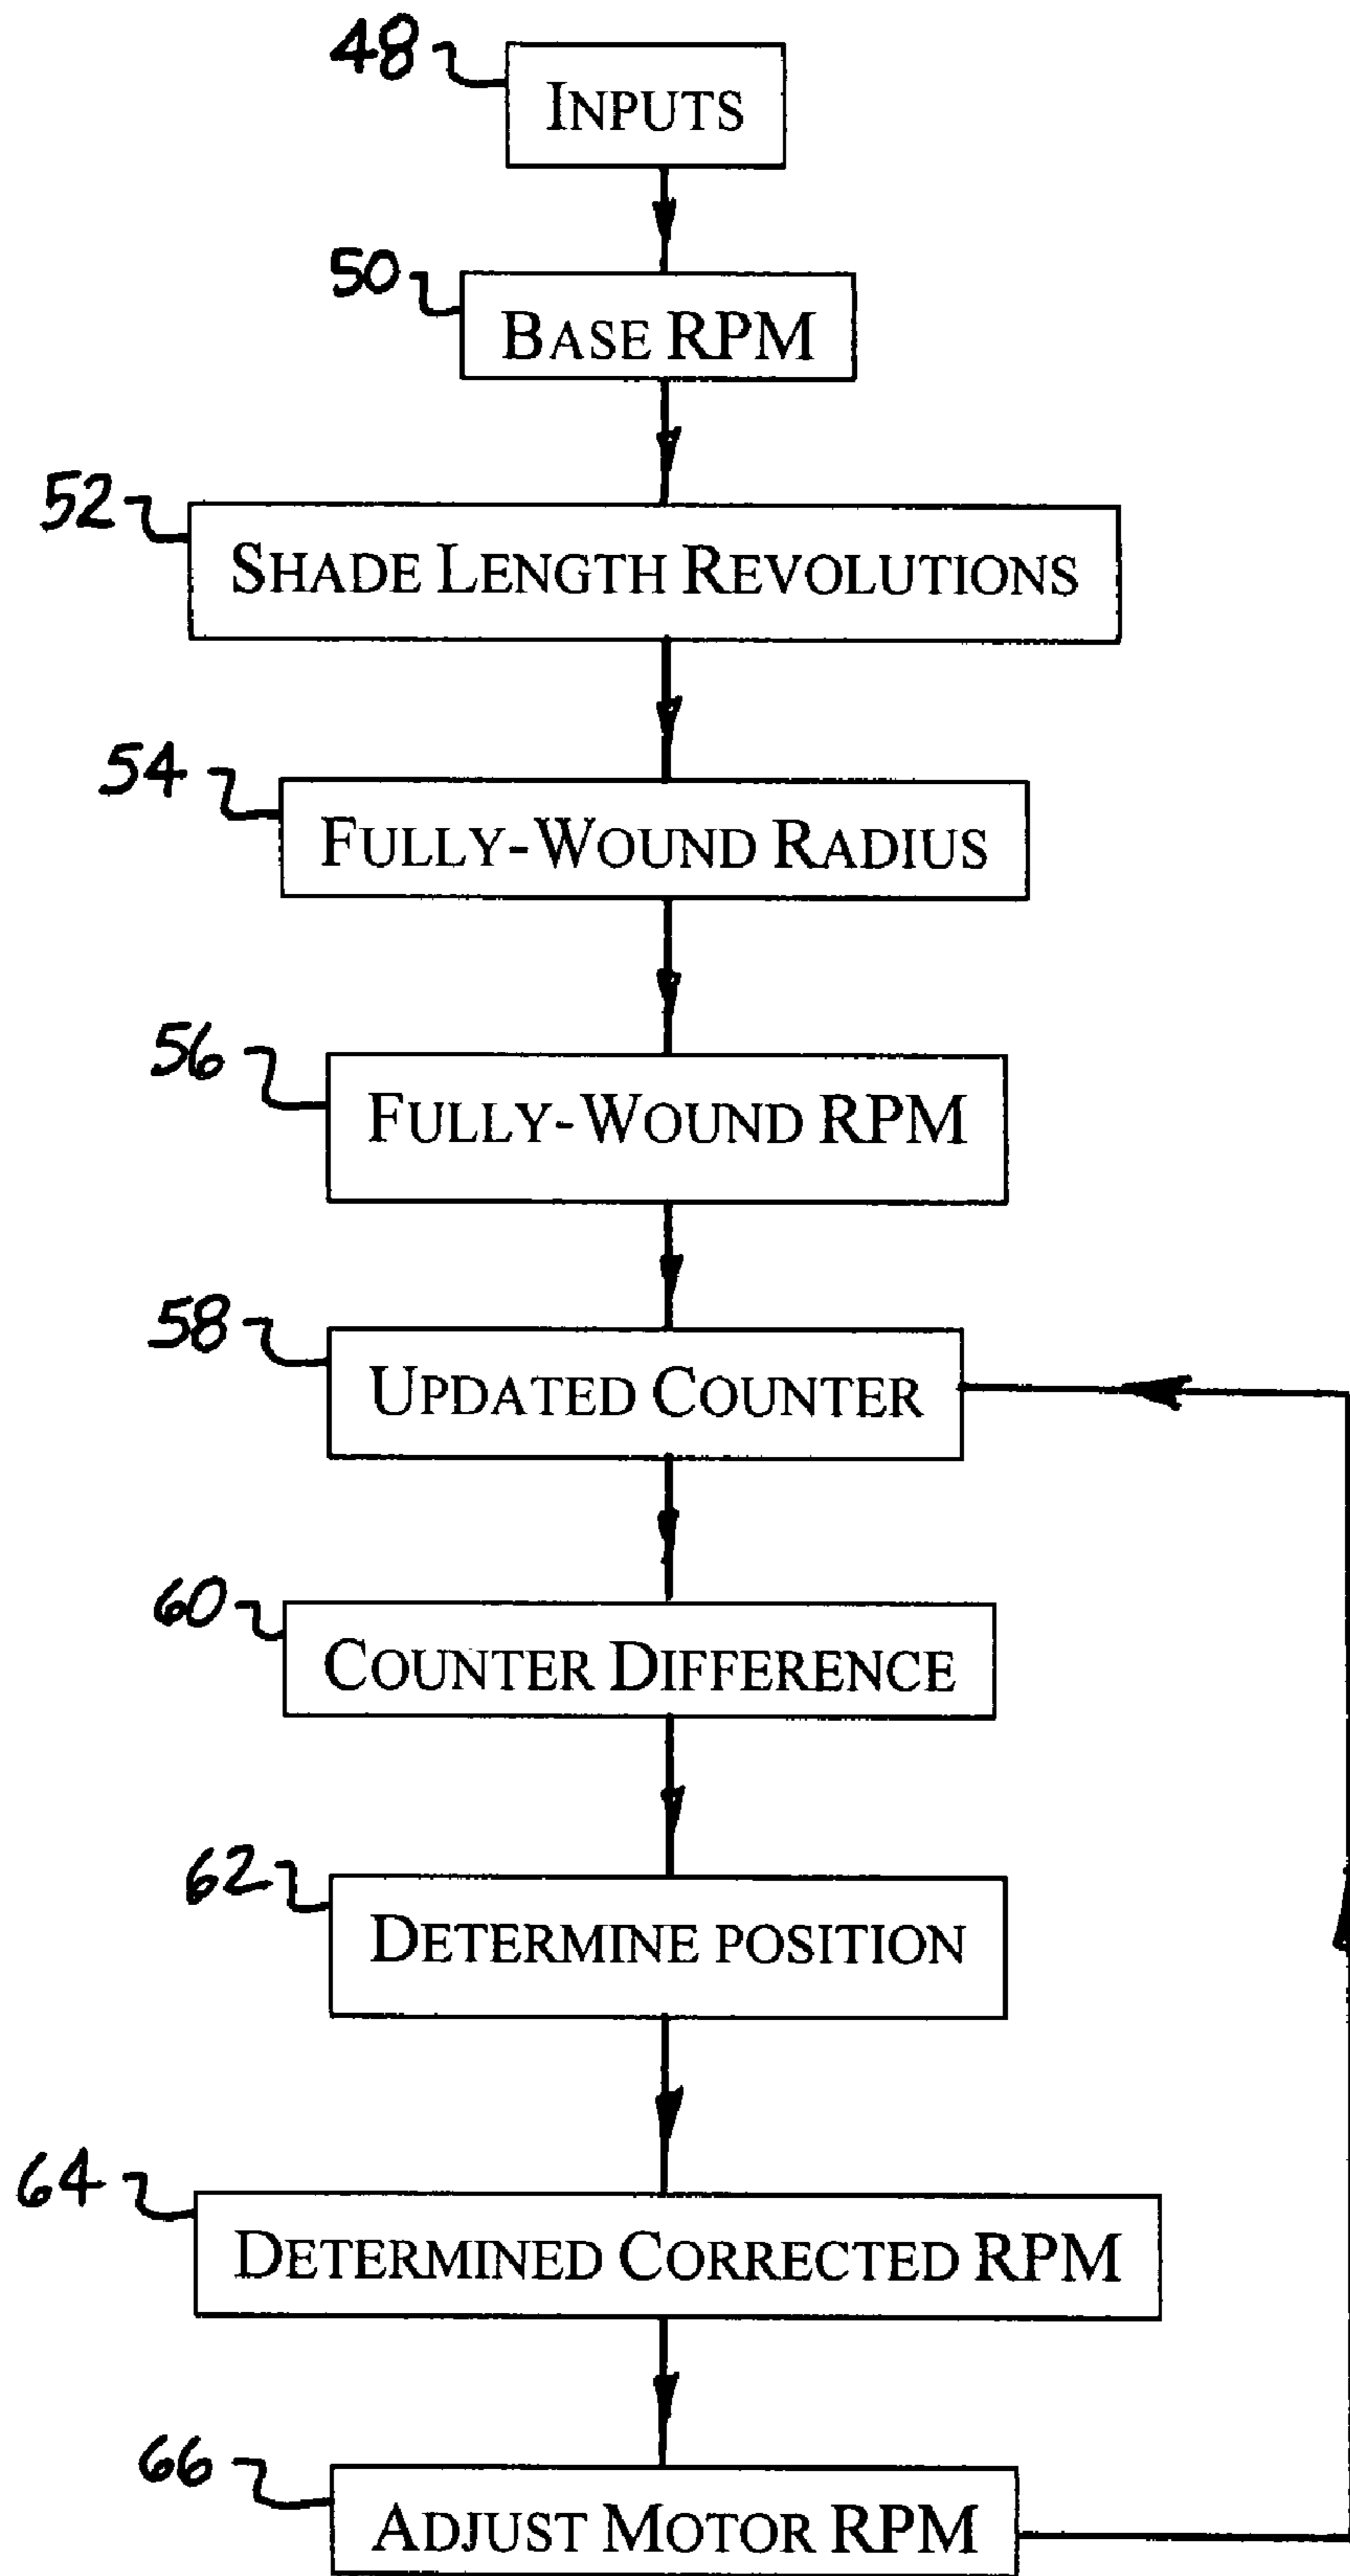 48
INPUTS
50
BASE RPM
52
SHADE LENGTH REVOLUTIONS
54
FULLY-WOUND RADIUS
56
FULLY-WOUND RPM
58
UPDATED COUNTER
60
COUNTER DIFFERENCE
62
DETERMINE POSITION
64
DETERMINED CORRECTED RPM
66
ADJUST MOTOR RPM